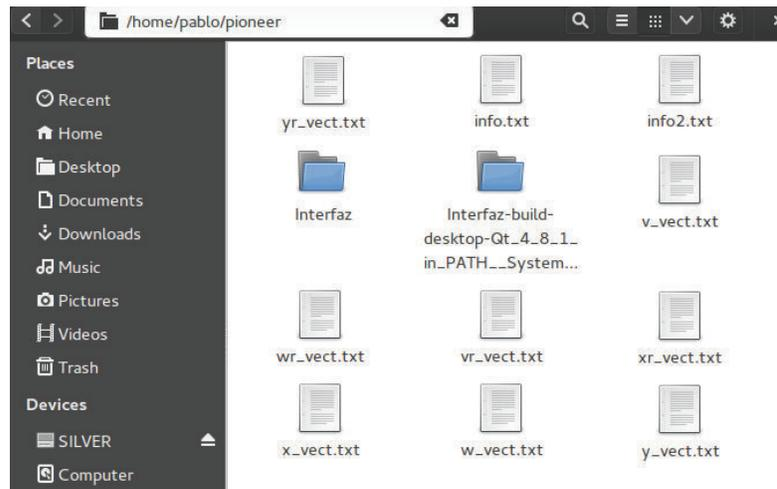 /home/pablo/pioneer
Places
Recent
Home
Desktop
Documents
Downloads
Music
Pictures
Videos
Trash
Devices
SILVER
Computer
yr_vect.txt
info.txt
info2.txt
Interfaz
Interfaz-build-
desktop-Qt_4_8_1_
in_PATH__System...
v_vect.txt
wr_vect.txt
vr_vect.txt
xr_vect.txt
x_vect.txt
w_vect.txt
y_vect.txt